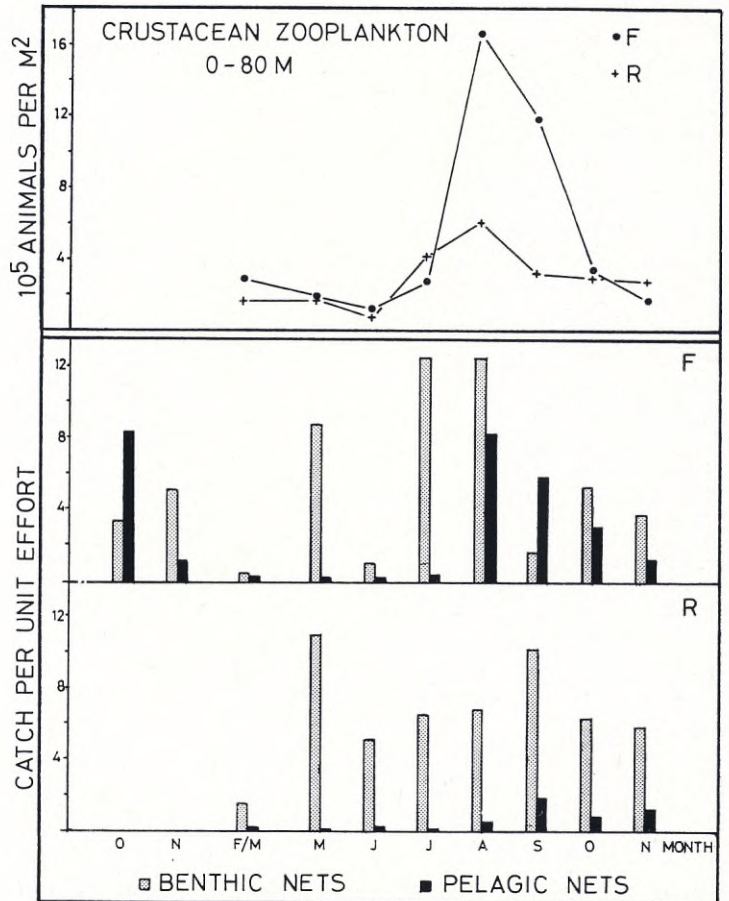 CRUSTACEAN ZOOPLANKTON
0-80 M
• F
+ R
10⁵ ANIMALS PER M²
16
12
8
4
F
CATCH PER UNIT EFFORT
12
8
4
R
12
8
4
O N F/M M J J A S O N MONTH
BENTHIC NETS PELAGIC NETS